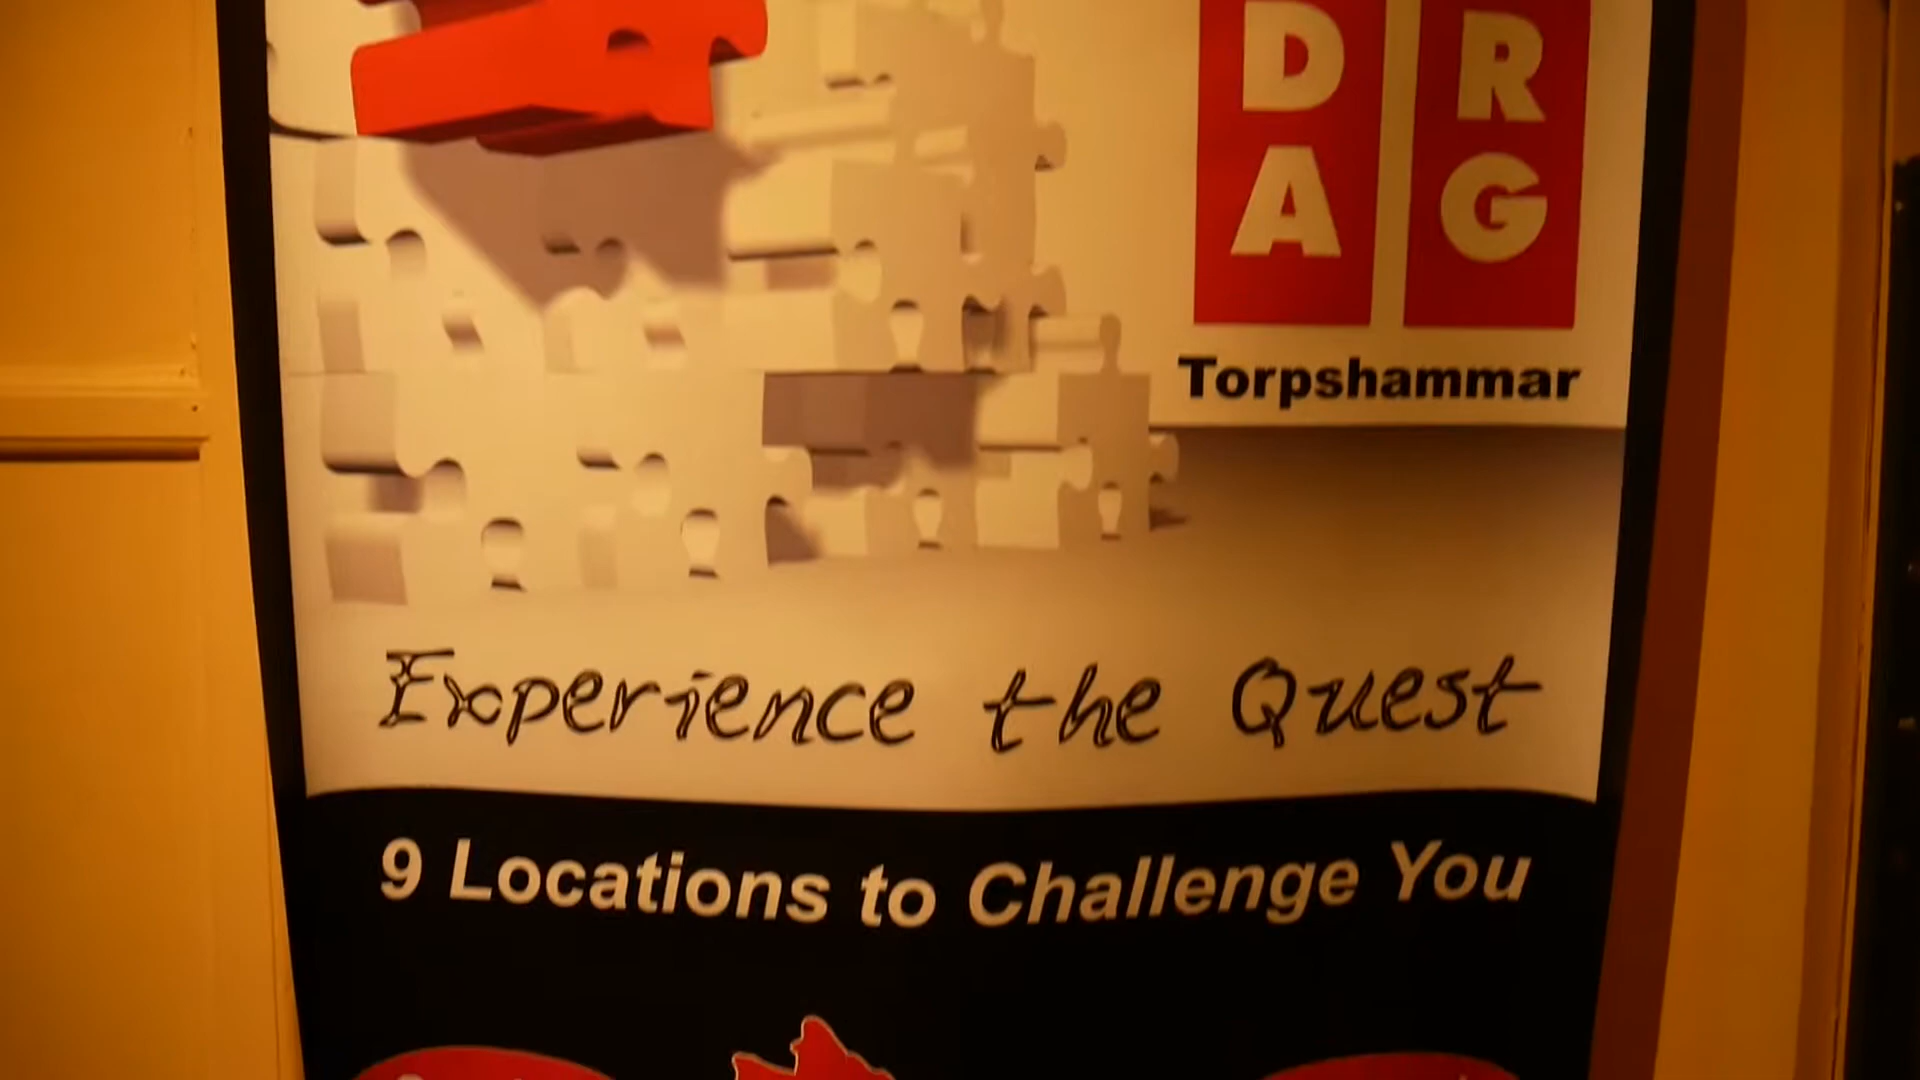 D R
A G
Torpshammar
Experience the Quest
9 Locations to Challenge You